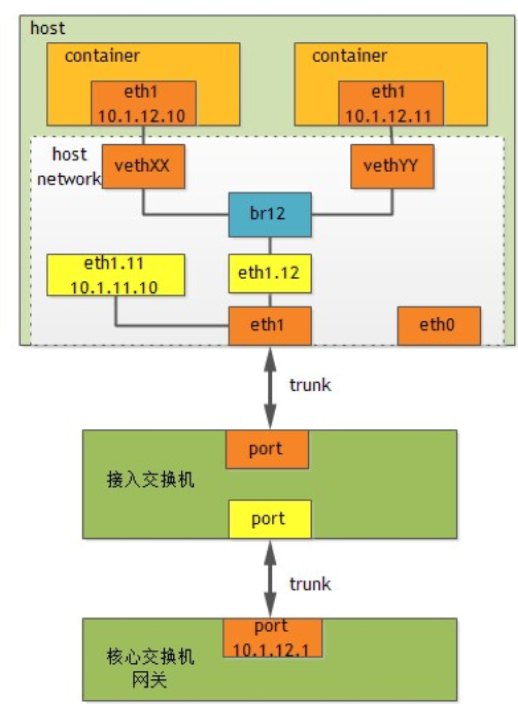 host
container
container
eth1
10.1.12.10
eth1
10.1.12.11
host
network
vethXX
vethYY
br12
eth1.11
10.1.11.10
eth1.12
eth1
eth0
trunk
port
接入交换机
port
trunk
port
10.1.12.1
核心交换机
网关